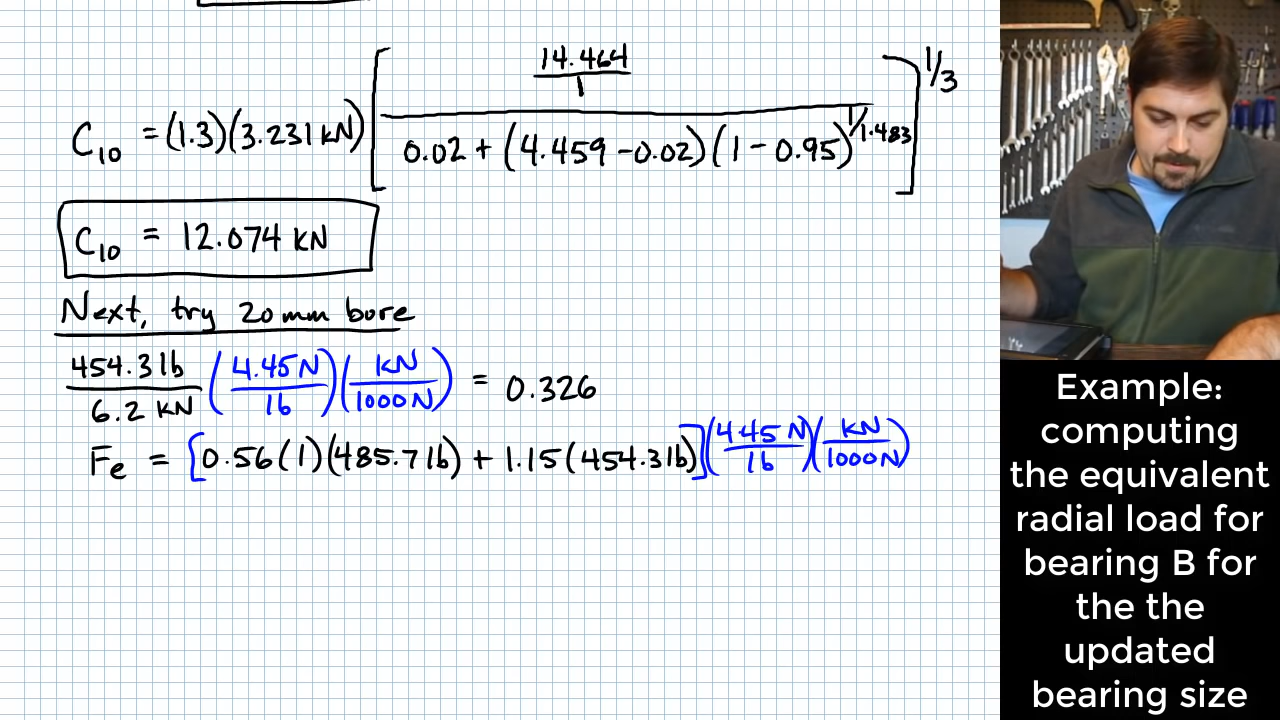 C10 = (1.3)(3.231 kN)[ (14.464/1) / (0.02 + (4.459 - 0.02)(1 - 0.95)^1/1.483) ]^1/3
C10 = 12.074 kN
Next, try 20 mm bore
454.3 lb / 6.2 kN (4.45 N / lb)(kN / 1000 N) = 0.326
Fe = [0.56(1)(485.7 lb) + 1.15(454.3 lb)](4.45 N / lb)(kN / 1000 N)
Example:
computing
the equivalent
radial load for
bearing B for
the the
updated
bearing size